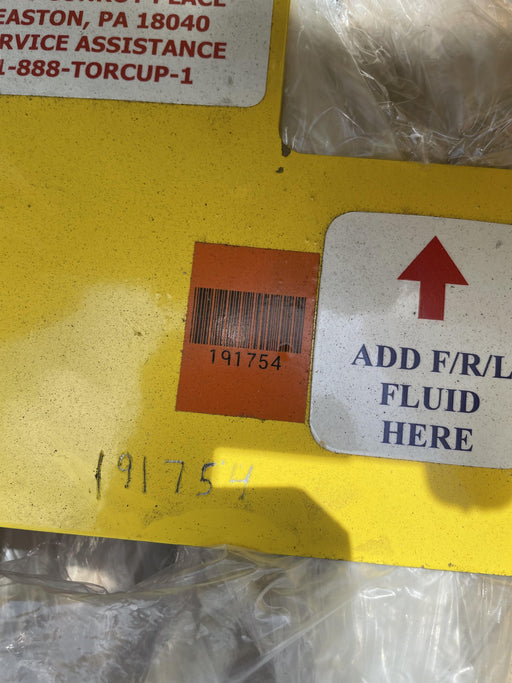 EASTON, PA 18040
SERVICE ASSISTANCE
1-888-TORCUP-1
191754
ADD F/R/L
FLUID
HERE
191754